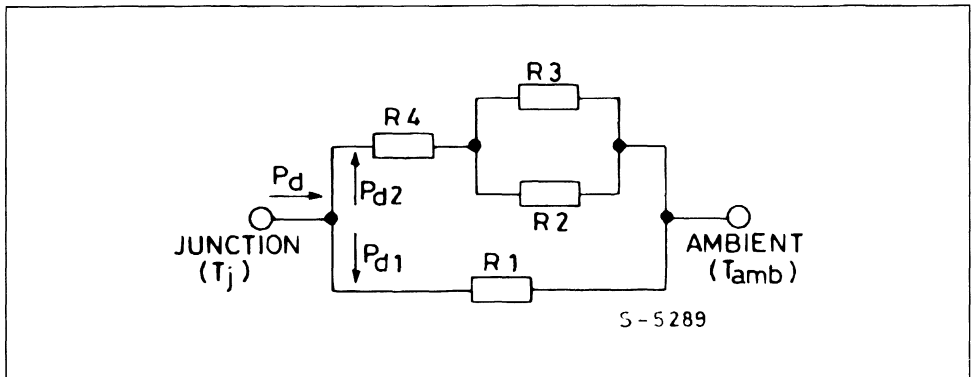 R3
R4
Pd
Pd2
R2
JUNCTION
(Tj)
Pd1
R1
AMBIENT
(Tamb)
S-5289